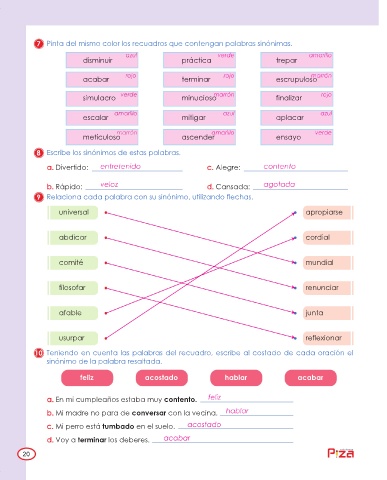 7 Pinta del mismo color los recuadros que contengan palabras sinónimas.
disminuir azul práctica verde trepar amarillo
acabar rojo terminar rojo escrupuloso marrón
simulacro verde minucioso marrón finalizar rojo
escalar amarillo mitigar azul aplacar azul
meticuloso marrón ascender amarillo ensayo verde
8 Escribe los sinónimos de estas palabras.
a. Divertido: entretenido c. Alegre: contento
b. Rápido: veloz d. Cansada: agotada
9 Relaciona cada palabra con su sinónimo, utilizando flechas.
universal apropiarse
abdicar cordial
comité mundial
filosofar renunciar
afable junta
usurpar reflexionar
10 Teniendo en cuenta las palabras del recuadro, escribe al costado de cada oración el
sinónimo de la palabra resaltada.
feliz acostado hablar acabar
a. En mi cumpleaños estaba muy contento. feliz
b. Mi madre no para de conversar con la vecina. hablar
c. Mi perro está tumbado en el suelo. acostado
d. Voy a terminar los deberes. acabar
20